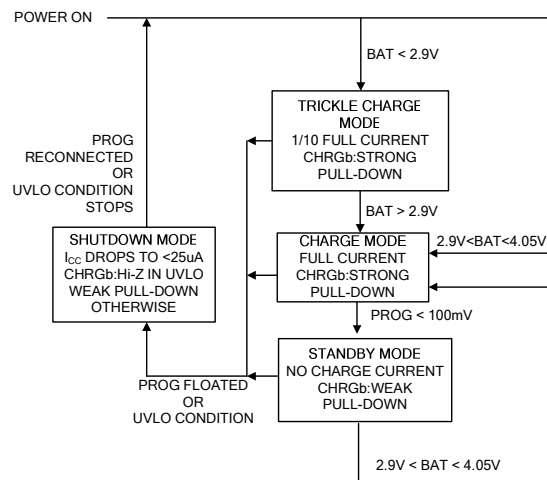 POWER ON
BAT < 2.9V
TRICKLE CHARGE
MODE
1/10 FULL CURRENT
CHRGb:STRONG
PULL-DOWN
PROG
RECONNECTED
OR
UVLO CONDITION
STOPS
BAT > 2.9V
SHUTDOWN MODE
ICC DROPS TO <25uA
CHRGb:Hi-Z IN UVLO
WEAK PULL-DOWN
OTHERWISE
CHARGE MODE
FULL CURRENT
CHRGb:STRONG
PULL-DOWN
2.9V<BAT<4.05V
PROG < 100mV
STANDBY MODE
NO CHARGE CURRENT
CHRGb:WEAK
PULL-DOWN
PROG FLOATED
OR
UVLO CONDITION
2.9V < BAT < 4.05V